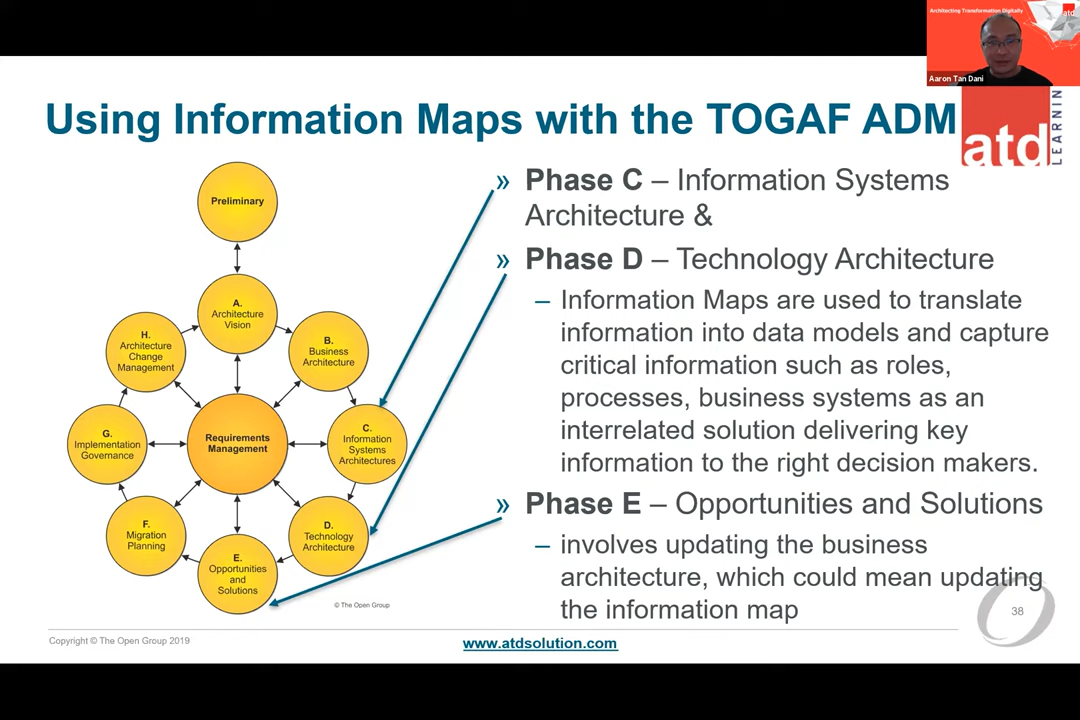 Architecting Transformation Digitally
atd
Aaron Tan Dani
Using Information Maps with the TOGAF ADM
atd
LEARNIN
Preliminary
A.
Architecture
Vision
B.
Business
Architecture
C.
Information
Systems
Architectures
D.
Technology
Architecture
E.
Opportunities
and
Solutions
F.
Migration
Planning
G.
Implementation
Governance
H.
Architecture
Change
Management
Requirements
Management
© The Open Group
» Phase C – Information Systems
Architecture &
» Phase D – Technology Architecture
– Information Maps are used to translate
information into data models and capture
critical information such as roles,
processes, business systems as an
interrelated solution delivering key
information to the right decision makers.
» Phase E – Opportunities and Solutions
– involves updating the business
architecture, which could mean updating
the information map
38
Copyright © The Open Group 2019
www.atdsolution.com